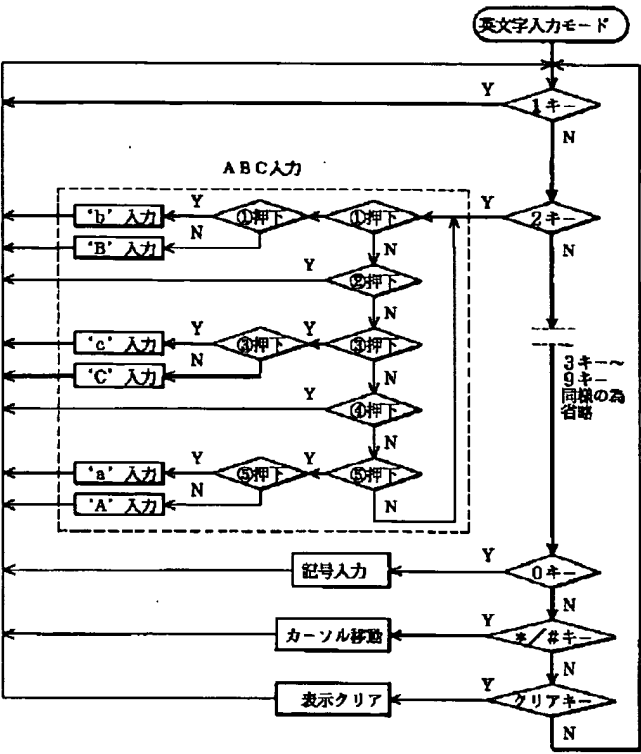 英文字入力モード
Y
1キー
N
ABC入力
Y
2キー
N
‘b’入力
Y
①押下
①押下
N
‘B’入力
N
Y
②押下
N
‘c’入力
Y
③押下
Y
③押下
N
‘C’入力
N
Y
④押下
N
‘a’入力
Y
⑤押下
Y
⑤押下
N
‘A’入力
N
3キー～
9キー
同様の為
省略
記号入力
Y
0キー
N
カーソル移動
Y
*/#キー
N
表示クリア
Y
クリアキー
N